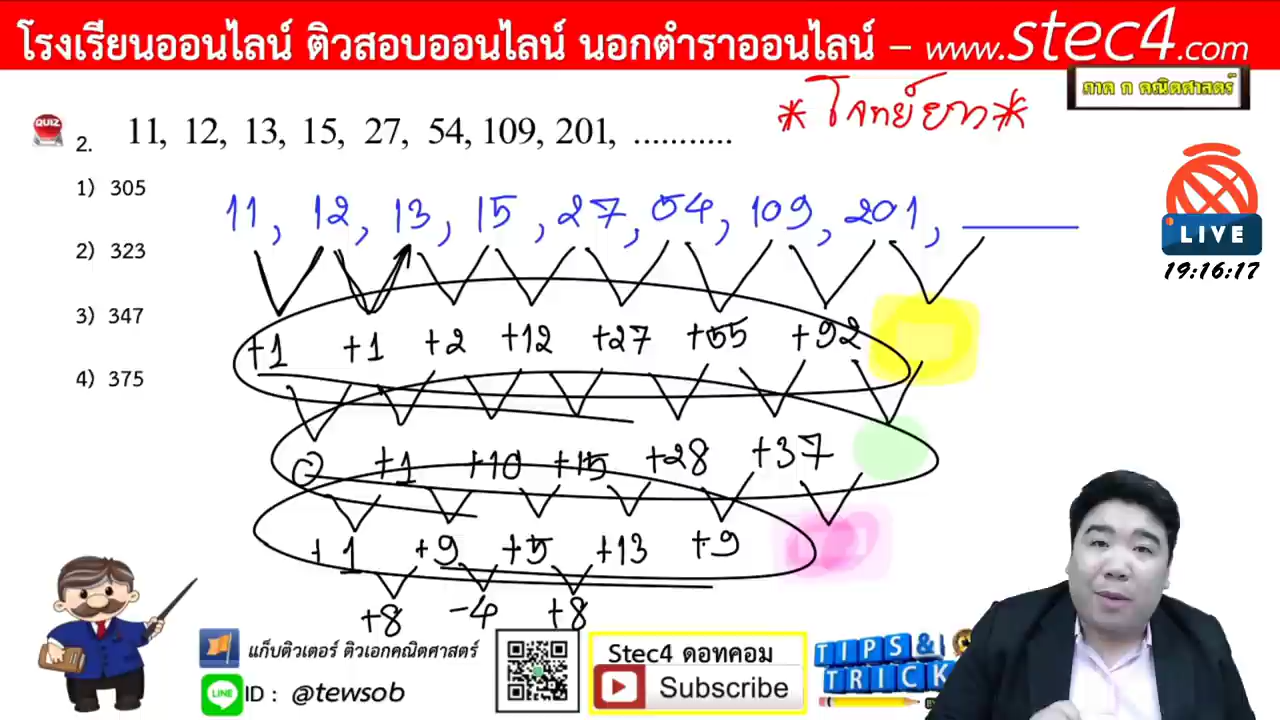 โรงเรียนออนไลน์ ติวสอบออนไลน์ นอกตำราออนไลน์ – www.stec4.com
ภาค ก คณิตศาสตร์
*โจทย์ยาก*
QUIZ
2. 11, 12, 13, 15, 27, 54, 109, 201, ...........
1) 305
2) 323
3) 347
4) 375
11, 12, 13, 15, 27, 54, 109, 201, ______
LIVE
19:16:17
+1 +1 +2 +12 +27 +55 +92
0 +1 +10 +15 +28 +37
+1 +9 +5 +13 +9
+8 -4 +8
แก็บติวเตอร์ ติวเอกคณิตศาสตร์
LINE ID : @tewsob
Stec4 ดอทคอม
Subscribe
TIPS &
TRICK